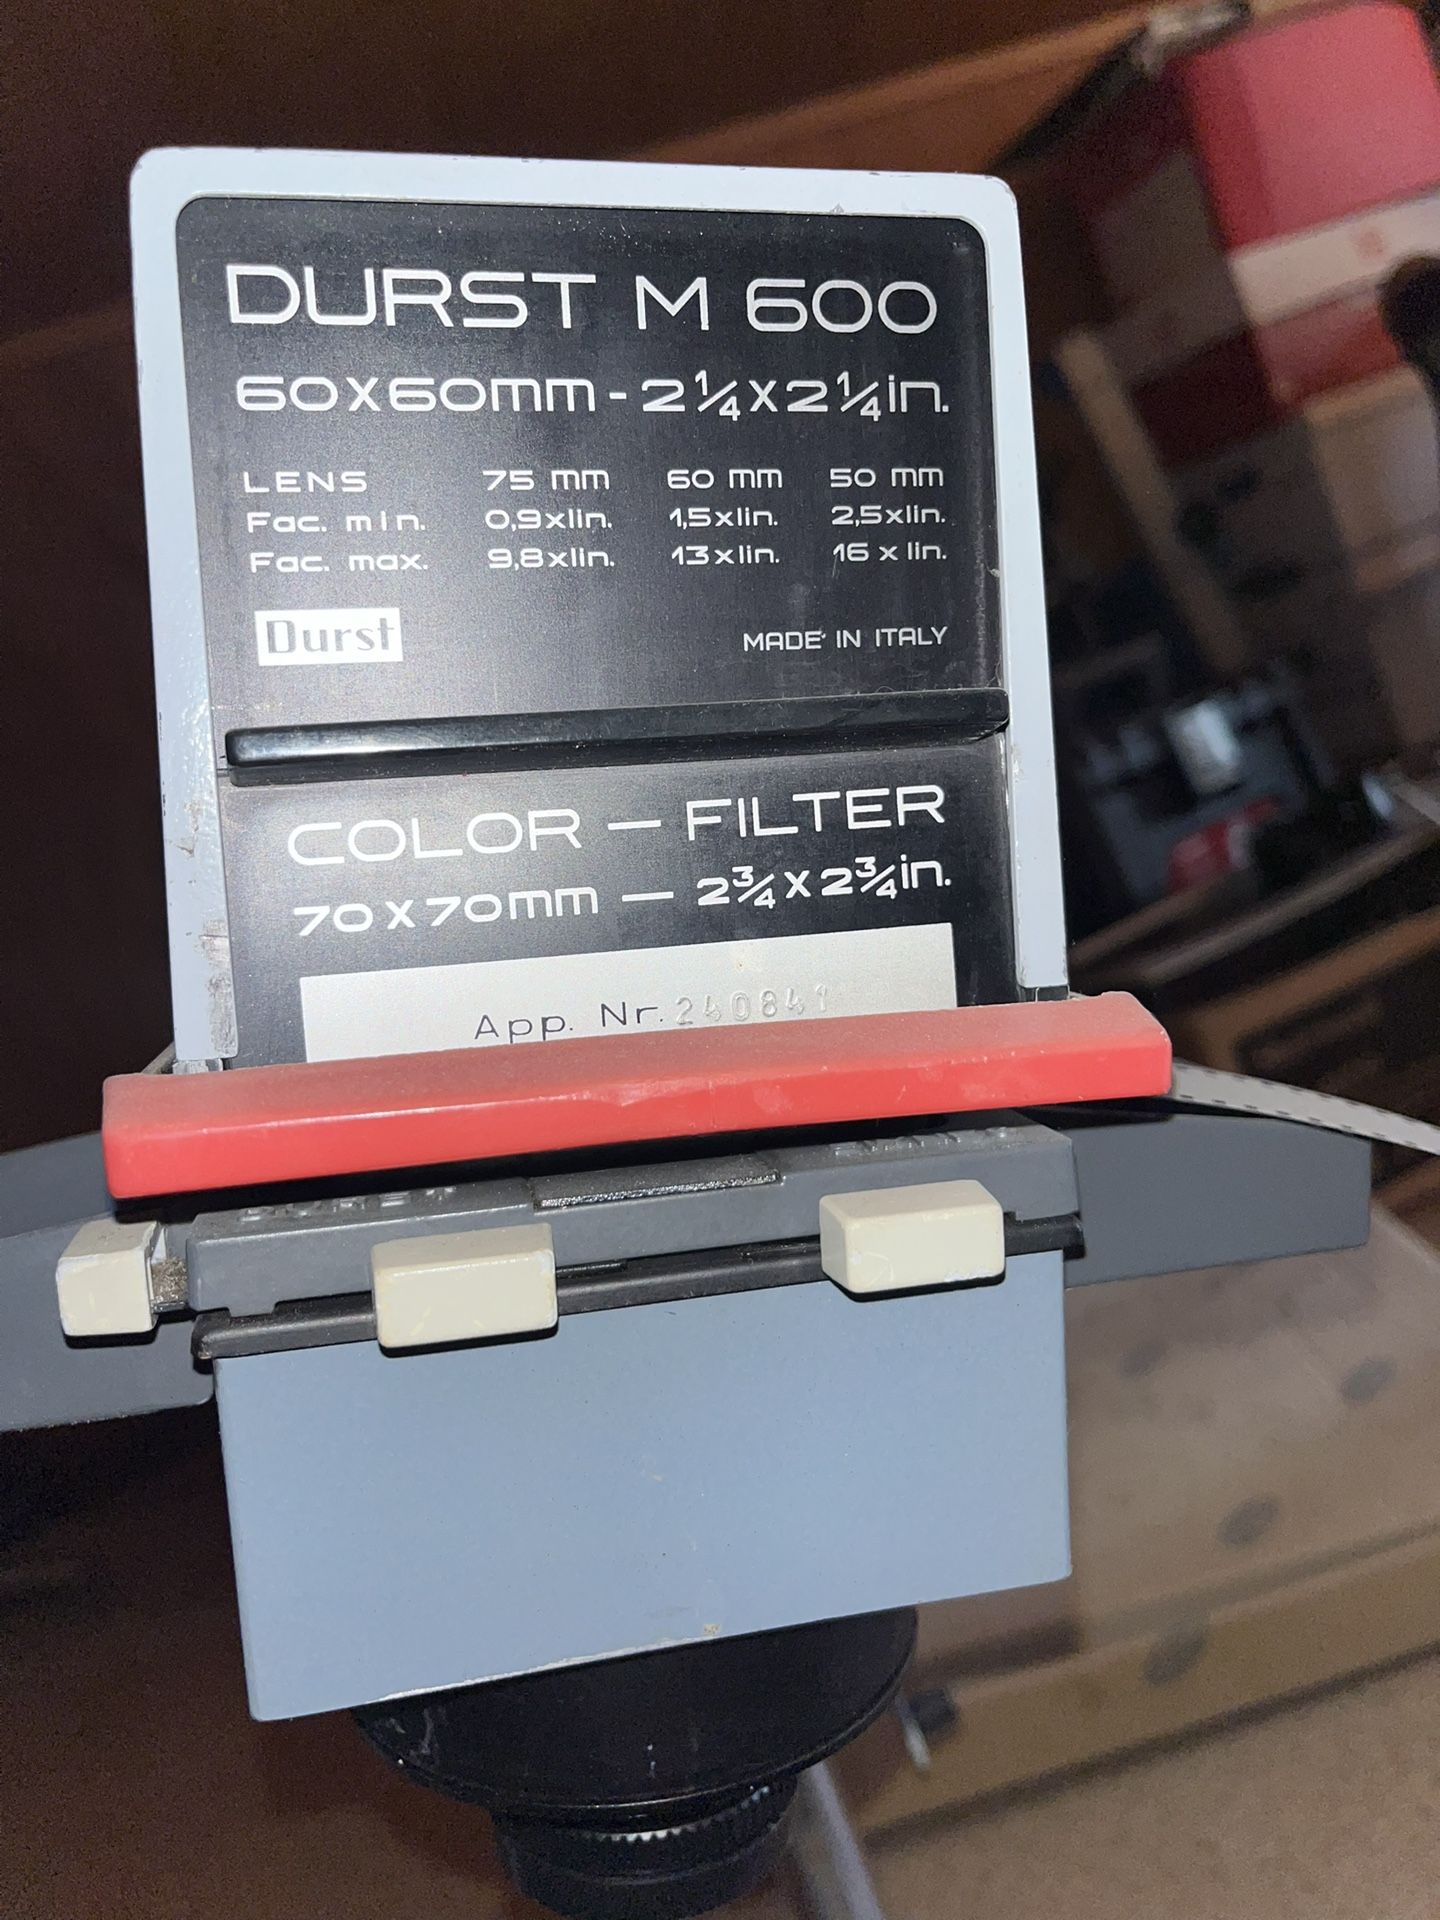 DURST M 600
60X60mm-2¼X2¼in.
LENS 75 mm 60 mm 50 mm
Fac. min. 0,9xlin. 1,5xlin. 2,5xlin.
Fac. max. 9,8xlin. 13xlin. 16 x lin.
Durst MADE IN ITALY
COLOR — FILTER
70X70mm — 2¾X2¾in.
App. Nr. 240841